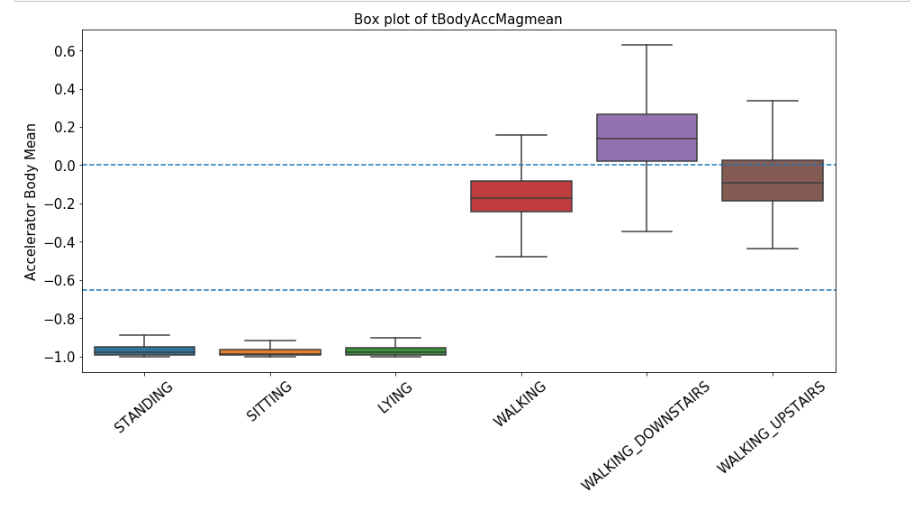 Box plot of tBodyAccMagmean
Accelerator Body Mean
0.6
0.4
0.2
0.0
−0.2
−0.4
−0.6
−0.8
−1.0
STANDING
SITTING
LYING
WALKING
WALKING_DOWNSTAIRS
WALKING_UPSTAIRS